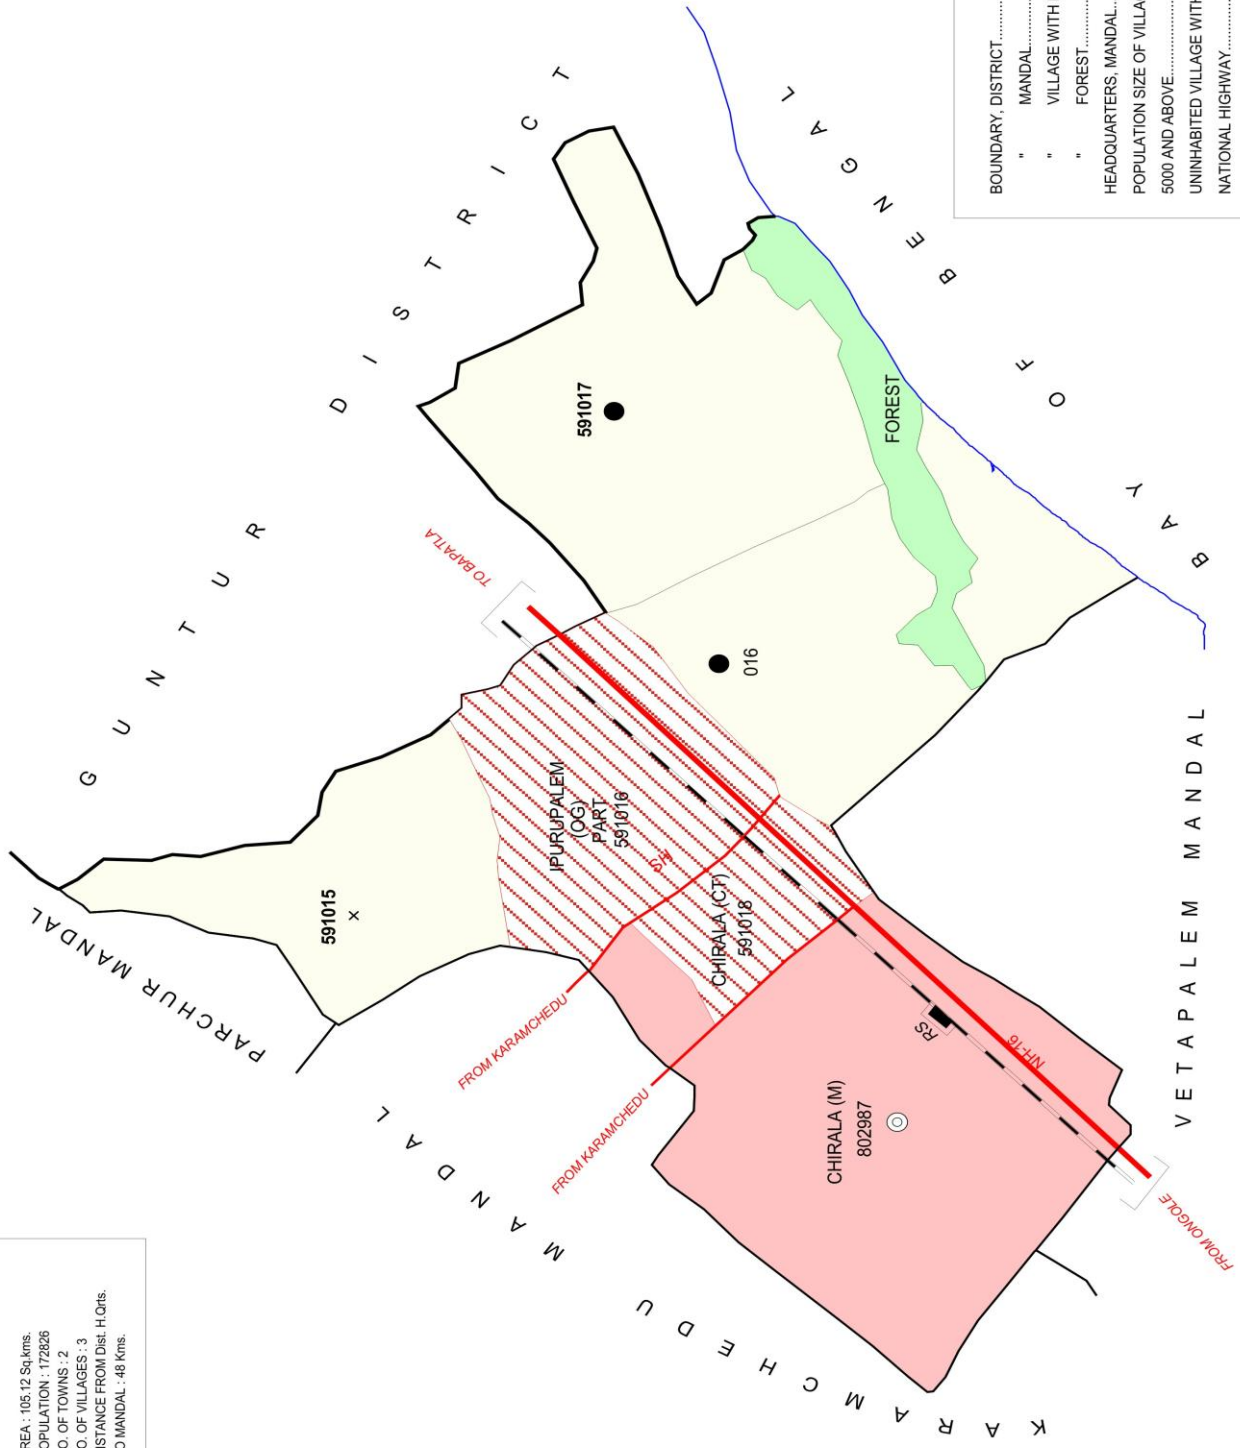 GUNTUR DISTRICT
PARCHUR MANDAL
KARAMCHEDU MANDAL
VETAPALEM MANDAL
BAY OF BENGAL
591015
x
591017
016
FOREST
IPURUPALEM
(OG)
PART
591016
CHIRALA (CT)
591018
CHIRALA (M)
802987
SH
RS
NH-16
TO BAPATLA
FROM KARAMCHEDU
FROM KARAMCHEDU
FROM ONGOLE
REA : 105.12 Sq.kms.
OPULATION : 172826
O. OF TOWNS : 2
O. OF VILLAGES : 3
ISTANCE FROM Dist. H.Qrts.
O MANDAL : 48 Kms.
BOUNDARY, DISTRICT..........
" MANDAL..........
" VILLAGE WITH
" FOREST..........
HEADQUARTERS, MANDAL..
POPULATION SIZE OF VILLA
5000 AND ABOVE..........
UNINHABITED VILLAGE WITH
NATIONAL HIGHWAY..........